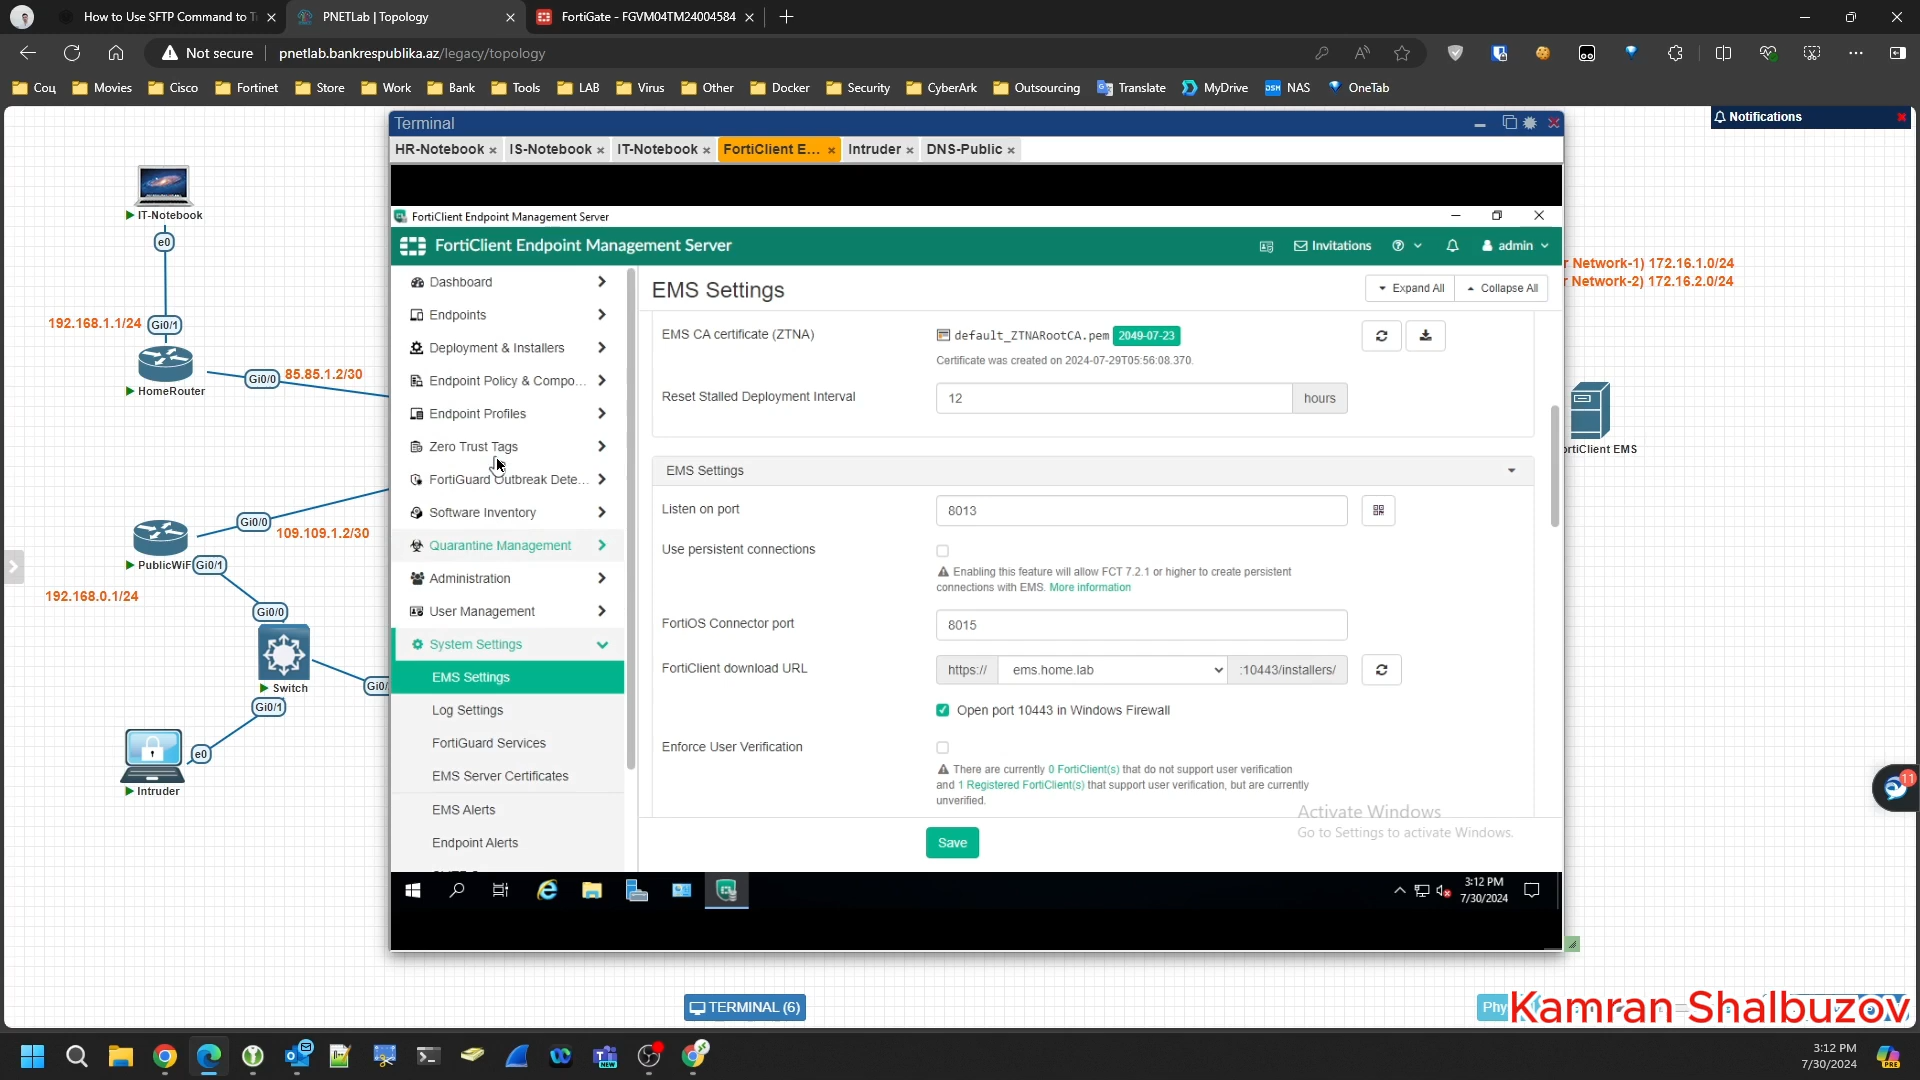 How to Use SFTP Command to
PNETLab | Topology
FortiGate - FGVM04TM24004584
Not secure
pnetlab.bankrespublika.az/legacy/topology
Соц
Movies
Cisco
Fortinet
Store
Work
Bank
Tools
LAB
Virus
Other
Docker
Security
CyberArk
Outsourcing
Translate
MyDrive
NAS
OneTab
Terminal
Notifications
HR-Notebook
IS-Notebook
IT-Notebook
FortiClient E...
Intruder
DNS-Public
FortiClient Endpoint Management Server
FortiClient Endpoint Management Server
Invitations
admin
Dashboard
Endpoints
Deployment & Installers
Endpoint Policy & Compo...
Endpoint Profiles
Zero Trust Tags
FortiGuard Outbreak Dete...
Software Inventory
Quarantine Management
Administration
User Management
System Settings
EMS Settings
Log Settings
FortiGuard Services
EMS Server Certificates
EMS Alerts
Endpoint Alerts
EMS Settings
Expand All
Collapse All
EMS CA certificate (ZTNA)
default_ZTNARootCA.pem 2049-07-23
Certificate was created on 2024-07-29T05:56:08.370.
Reset Stalled Deployment Interval
12
hours
EMS Settings
Listen on port
8013
Use persistent connections
Enabling this feature will allow FCT 7.2.1 or higher to create persistent
connections with EMS. More information
FortiOS Connector port
8015
FortiClient download URL
https://
ems.home.lab
:10443/installers/
Open port 10443 in Windows Firewall
Enforce User Verification
There are currently 0 FortiClient(s) that do not support user verification
and 1 Registered FortiClient(s) that support user verification, but are currently
unverified.
Save
Activate Windows
Go to Settings to activate Windows.
3:12 PM
7/30/2024
IT-Notebook
e0
192.168.1.1/24
Gi0/1
HomeRouter
Gi0/0
85.85.1.2/30
Gi0/0
109.109.1.2/30
PublicWiF
Gi0/1
192.168.0.1/24
Gi0/0
Switch
Gi0/
Gi0/1
e0
Intruder
r Network-1) 172.16.1.0/24
r Network-2) 172.16.2.0/24
rtiClient EMS
11
TERMINAL (6)
Phy
Kamran Shalbuzov
3:12 PM
7/30/2024